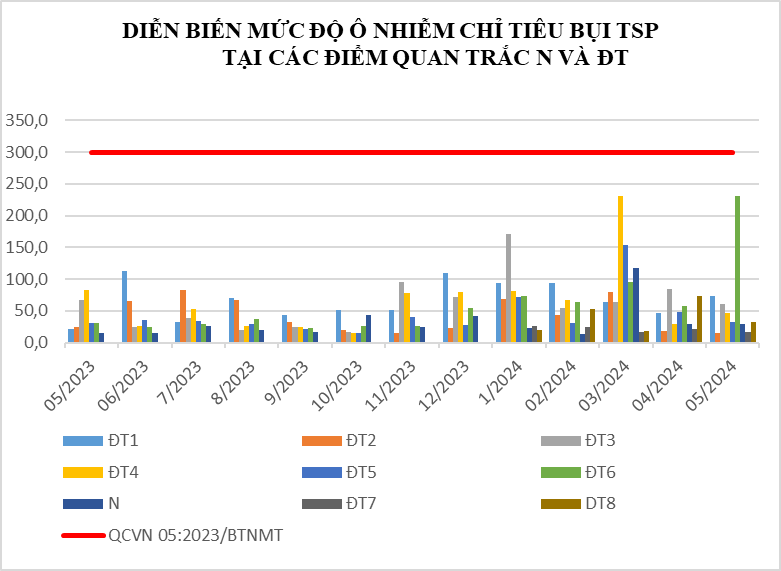 DIỄN BIẾN MỨC ĐỘ Ô NHIỄM CHỈ TIÊU BỤI TSP
TẠI CÁC ĐIỂM QUAN TRẮC N VÀ ĐT
350,0
300,0
250,0
200,0
150,0
100,0
50,0
0,0
05/2023 06/2023 7/2023 8/2023 9/2023 10/2023 11/2023 12/2023 1/2024 02/2024 03/2024 04/2024 05/2024
ĐT1 ĐT2 ĐT3
ĐT4 ĐT5 ĐT6
N ĐT7 DT8
QCVN 05:2023/BTNMT